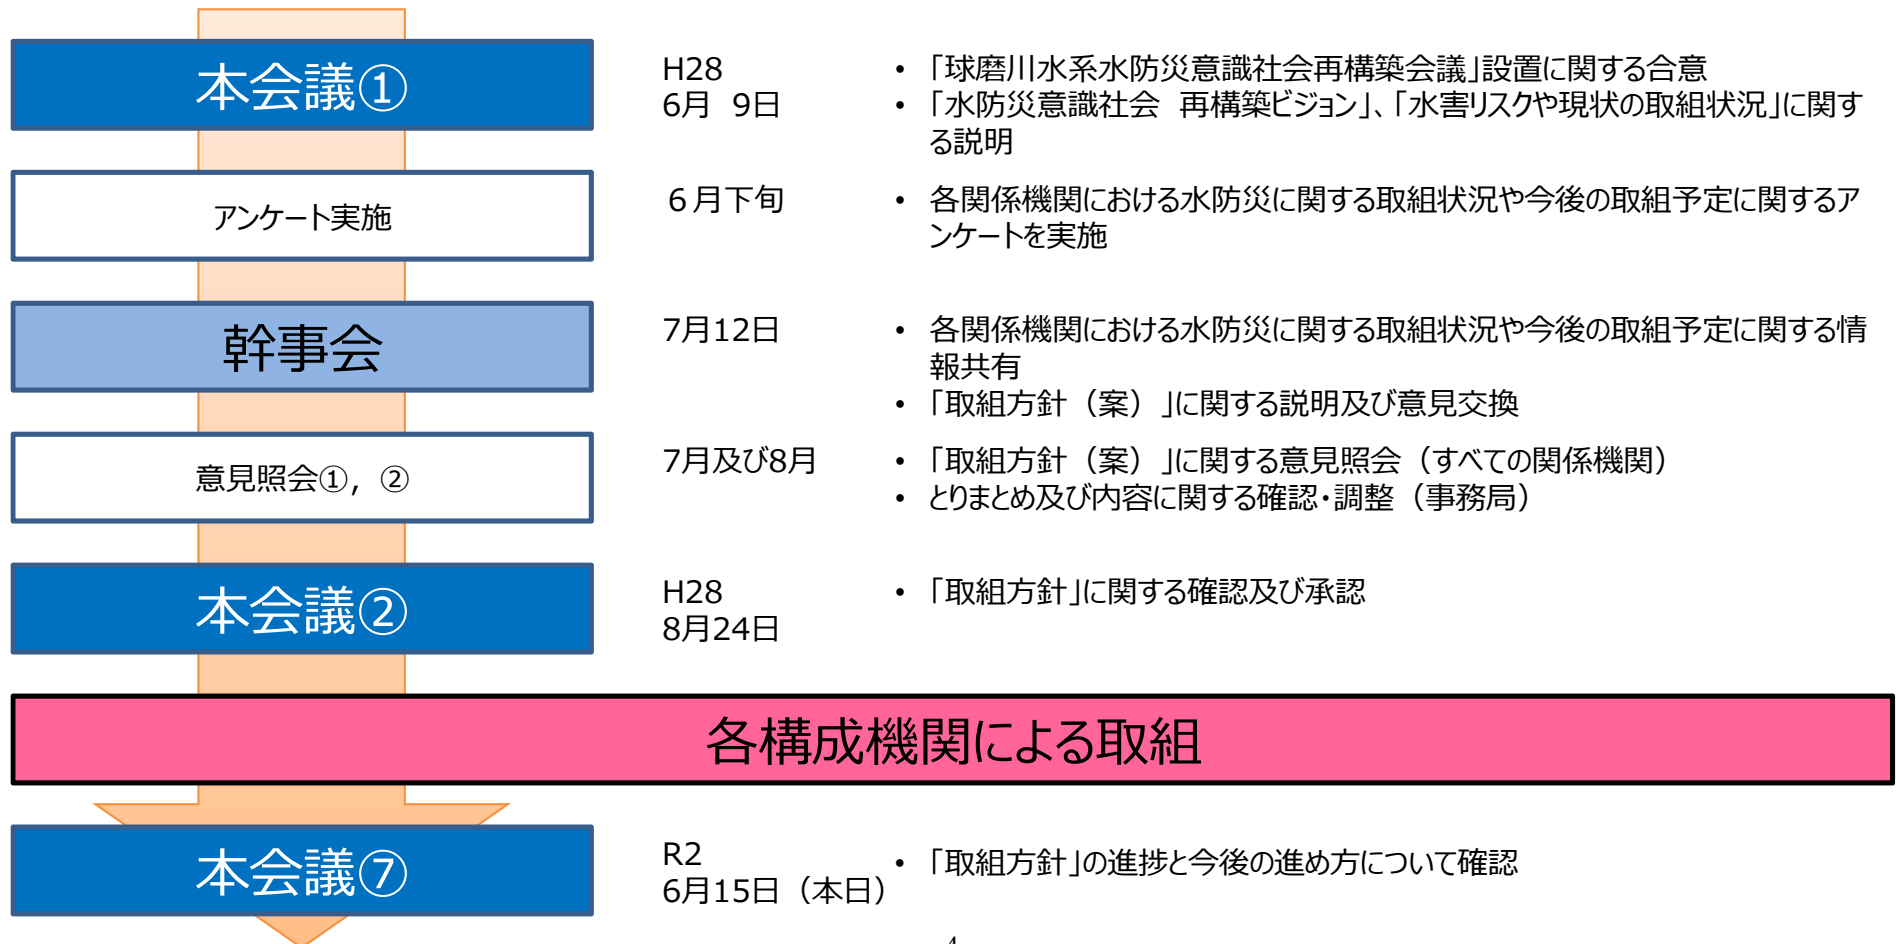 本会議①
H28
6月 9日
• 「球磨川水系水防災意識社会再構築会議」設置に関する合意
• 「水防災意識社会 再構築ビジョン」、「水害リスクや現状の取組状況」に関す
る説明
アンケート実施
６月下旬
• 各関係機関における水防災に関する取組状況や今後の取組予定に関するア
ンケートを実施
幹事会
7月12日
• 各関係機関における水防災に関する取組状況や今後の取組予定に関する情
報共有
• 「取組方針（案）」に関する説明及び意見交換
意見照会①，②
7月及び8月
• 「取組方針（案）」に関する意見照会（すべての関係機関）
• とりまとめ及び内容に関する確認・調整（事務局）
本会議②
H28
8月24日
• 「取組方針」に関する確認及び承認
各構成機関による取組
本会議⑦
R2
6月15日（本日）
• 「取組方針」の進捗と今後の進め方について確認